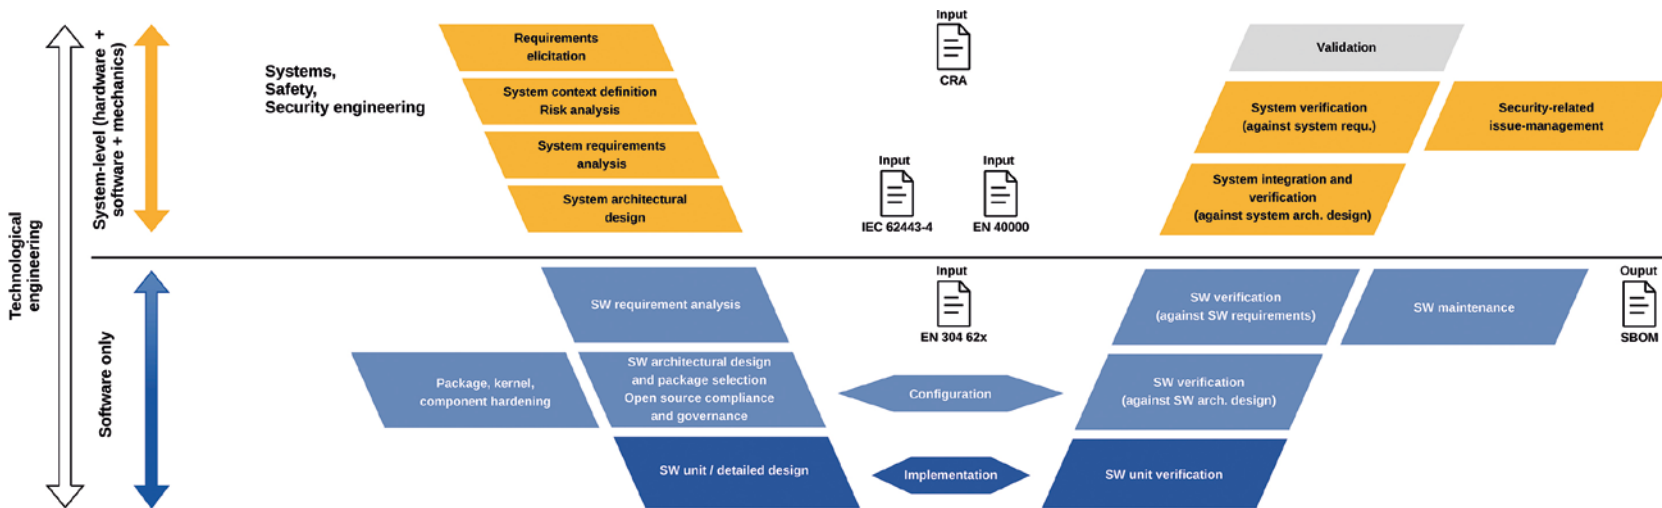 Technological
engineering
System-level (hardware +
software + mechanics)
Software only
Systems,
Safety,
Security engineering
Requirements
elicitation
System context definition
Risk analysis
System requirements
analysis
System architectural
design
Input
CRA
Input
IEC 62443-4
Input
EN 40000
Validation
System verification
(against system requ.)
Security-related
issue-management
System integration and
verification
(against system arch. design)
SW requirement analysis
Input
EN 304 62x
SW verification
(against SW requirements)
SW maintenance
Ouput
SBOM
Package, kernel,
component hardening
SW architectural design
and package selection
Open source compliance
and governance
Configuration
SW verification
(against SW arch. design)
SW unit / detailed design
Implementation
SW unit verification